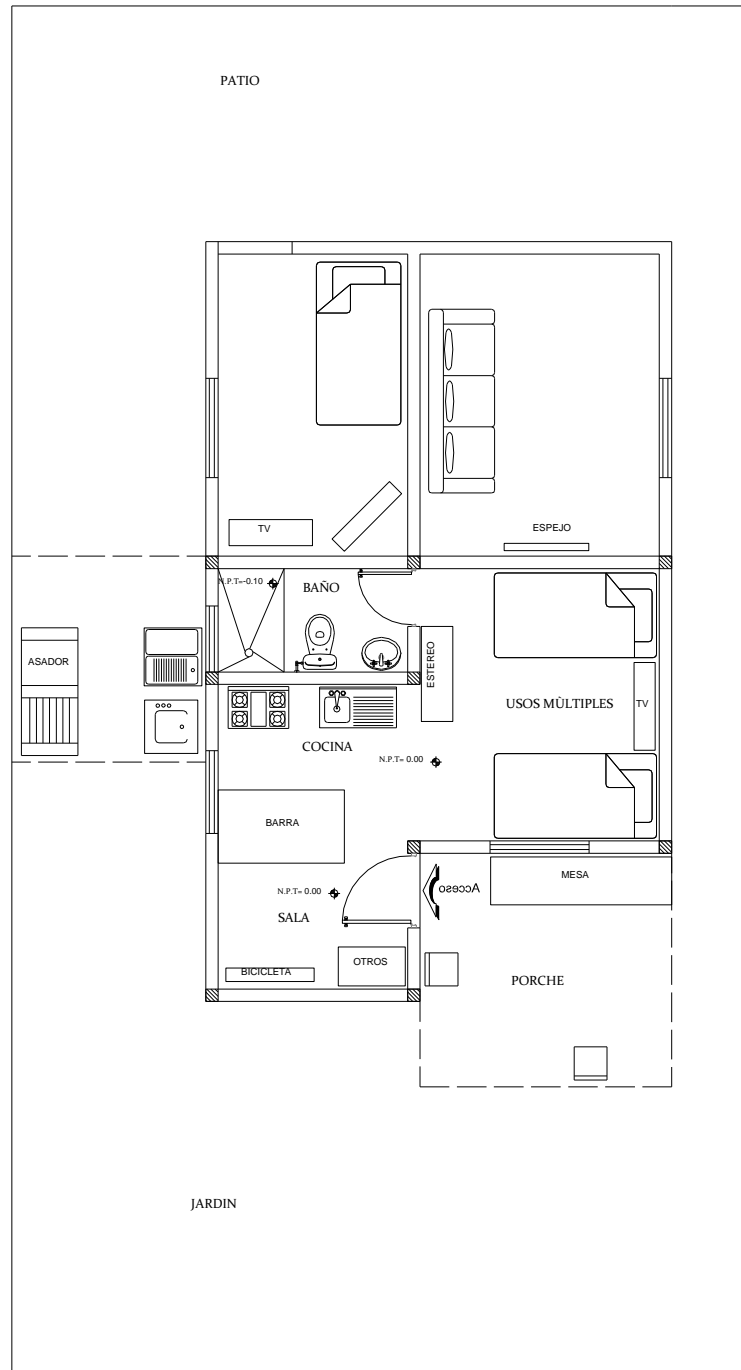 PATIO
ESPEJO
TV
N.P.T=-0.10
BAÑO
ASADOR
ESTEREO
USOS MÙLTIPLES
TV
COCINA
N.P.T= 0.00
BARRA
MESA
Acceso
N.P.T= 0.00
SALA
OTROS
BICICLETA
PORCHE
JARDIN